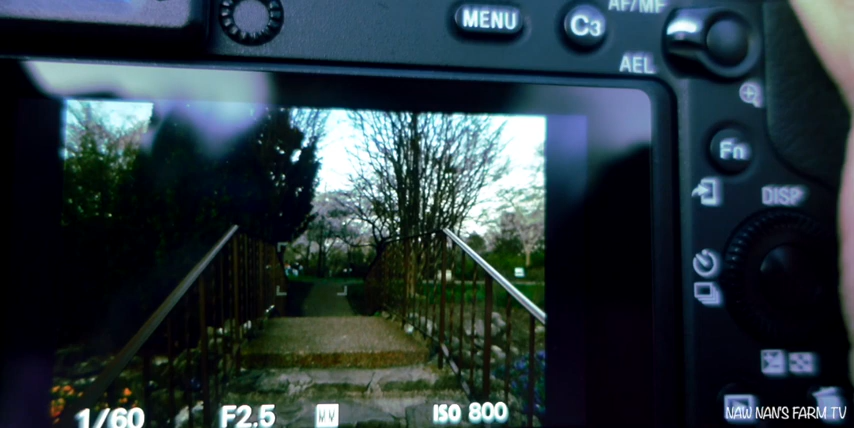 AF/MF
MENU
C3
AEL
Fn
DISP
1/60
F2.5
ISO 800
NAW NAN'S FARM TV